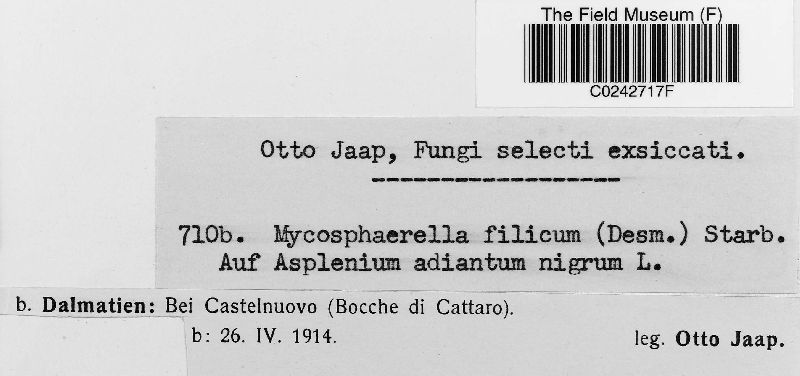 The Field Museum (F)
C0242717F
Otto Jaap, Fungi selecti exsiccati.
710b. Mycosphaerella filicum (Desm.) Starb.
Auf Asplenium adiantum nigrum L.
b. Dalmatien: Bei Castelnuovo (Bocche di Cattaro).
b: 26. IV. 1914. leg. Otto Jaap.